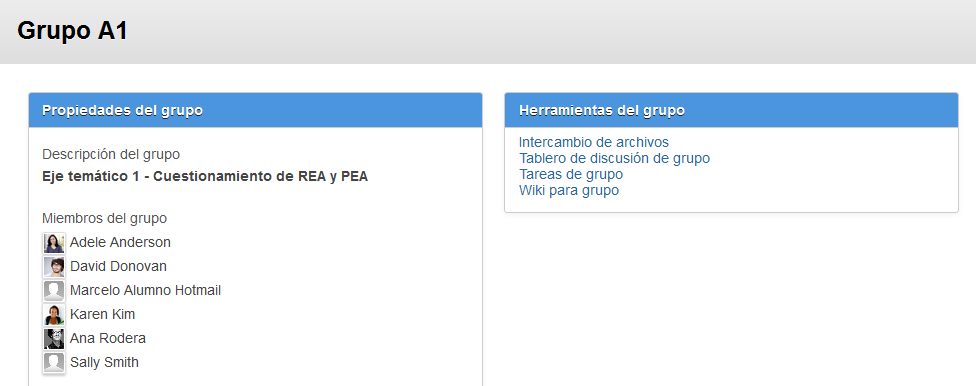 Grupo A1
Propiedades del grupo
Descripción del grupo
Eje temático 1 - Cuestionamiento de REA y PEA
Miembros del grupo
Adele Anderson
David Donovan
Marcelo Alumno Hotmail
Karen Kim
Ana Rodera
Sally Smith
Herramientas del grupo
Intercambio de archivos
Tablero de discusión de grupo
Tareas de grupo
Wiki para grupo